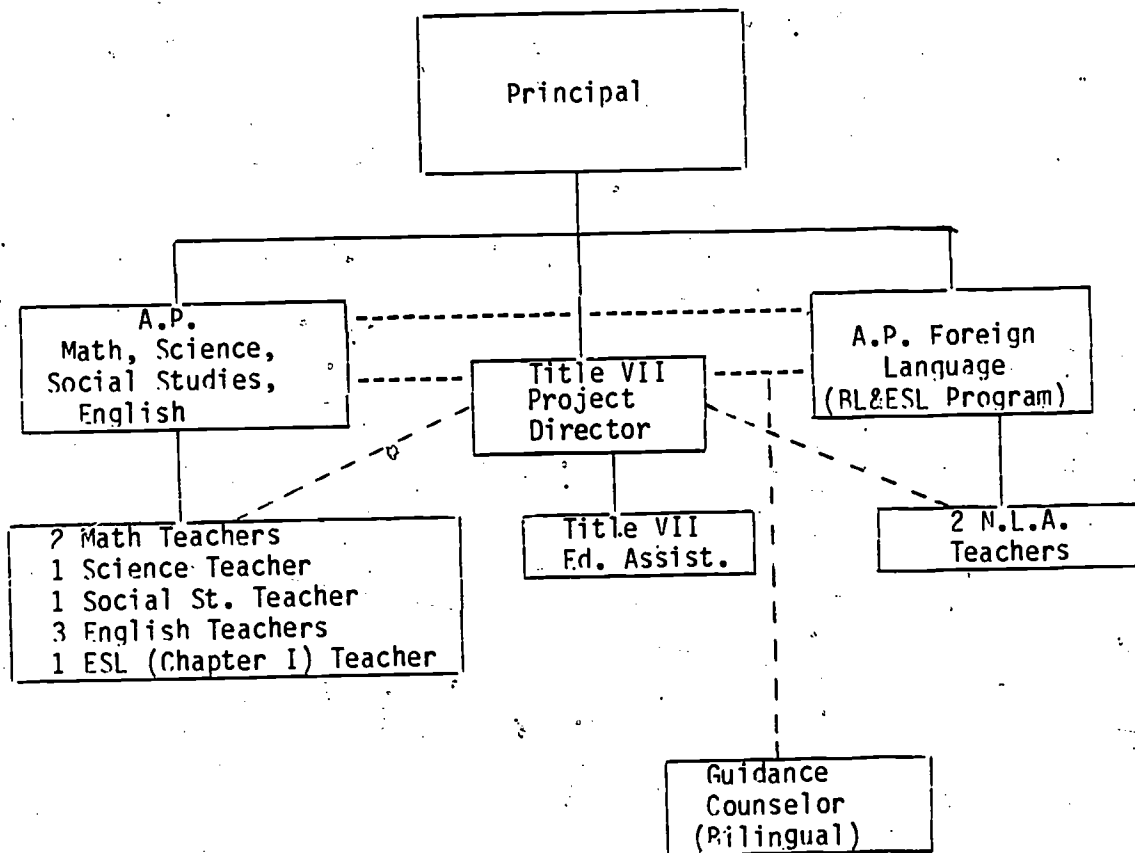 Principal
A.P.
Math, Science,
Social Studies,
English
Title VII
Project
Director
A.P. Foreign
Language
(BL&ESL Program)
2 Math Teachers
1 Science Teacher
1 Social St. Teacher
3 English Teachers
1 ESL (Chapter I) Teacher
Title VII
Ed. Assist.
2 N.L.A.
Teachers
Guidance
Counselor
(Bilingual)